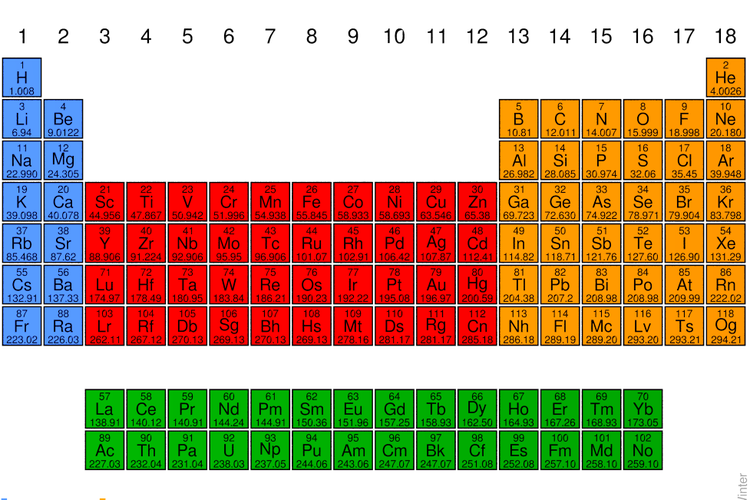 1 2 3 4 5 6 7 8 9 10 11 12 13 14 15 16 17 18
1 2
H He
1.008 4.0026
3 4 5 6 7 8 9 10
Li Be B C N O F Ne
6.94 9.0122 10.81 12.011 14.007 15.999 18.998 20.180
11 12 13 14 15 16 17 18
Na Mg Al Si P S Cl Ar
22.990 24.305 26.982 28.085 30.974 32.06 35.45 39.948
19 20 21 22 23 24 25 26 27 28 29 30 31 32 33 34 35 36
K Ca Sc Ti V Cr Mn Fe Co Ni Cu Zn Ga Ge As Se Br Kr
39.098 40.078 44.956 47.867 50.942 51.996 54.938 55.845 58.933 58.693 63.546 65.38 69.723 72.630 74.922 78.971 79.904 83.798
37 38 39 40 41 42 43 44 45 46 47 48 49 50 51 52 53 54
Rb Sr Y Zr Nb Mo Tc Ru Rh Pd Ag Cd In Sn Sb Te I Xe
85.468 87.62 88.906 91.224 92.906 95.95 96.906 101.07 102.91 106.42 107.87 112.41 114.82 118.71 121.76 127.60 126.90 131.29
55 56 71 72 73 74 75 76 77 78 79 80 81 82 83 84 85 86
Cs Ba Lu Hf Ta W Re Os Ir Pt Au Hg Tl Pb Bi Po At Rn
132.91 137.33 174.97 178.49 180.95 183.84 186.21 190.23 192.22 195.08 196.97 200.59 204.38 207.2 208.98 208.98 209.99 222.02
87 88 103 104 105 106 107 108 109 110 111 112 113 114 115 116 117 118
Fr Ra Lr Rf Db Sg Bh Hs Mt Ds Rg Cn Nh Fl Mc Lv Ts Og
223.02 226.03 262.11 267.12 270.13 269.13 270.13 269.13 278.16 281.17 281.17 285.18 286.18 289.19 289.20 293.20 293.21 294.21
57 58 59 60 61 62 63 64 65 66 67 68 69 70
La Ce Pr Nd Pm Sm Eu Gd Tb Dy Ho Er Tm Yb
138.91 140.12 140.91 144.24 144.91 150.36 151.96 157.25 158.93 162.50 164.93 167.26 168.93 173.05
89 90 91 92 93 94 95 96 97 98 99 100 101 102
Ac Th Pa U Np Pu Am Cm Bk Cf Es Fm Md No
227.03 232.04 231.04 238.03 237.05 244.06 243.06 247.07 247.07 251.08 252.08 257.10 258.10 259.10
/inter